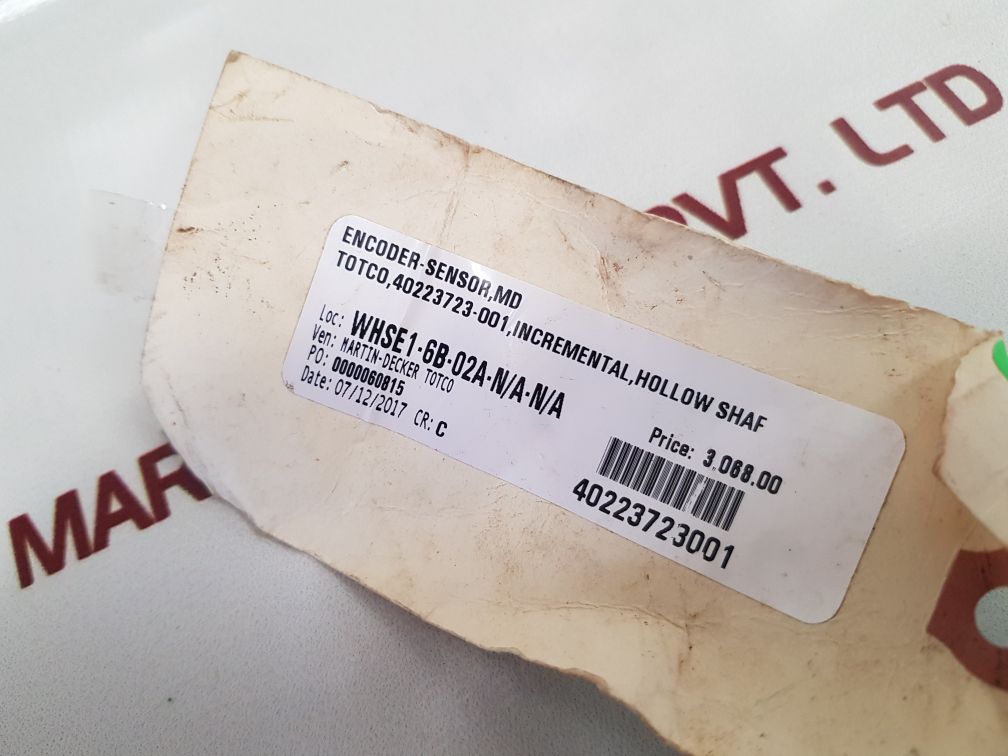 ENCODER-SENSOR,MD
TOTCO,40223723-001,INCREMENTAL,HOLLOW SHAF
Loc: WHSE1-6B-02A-N/A-N/A
Ven: MARTIN-DECKER TOTCO
PO: 0000060815
Date: 07/12/2017 CR: C
Price: 3,068.00
40223723001
MAR
PVT. LTD